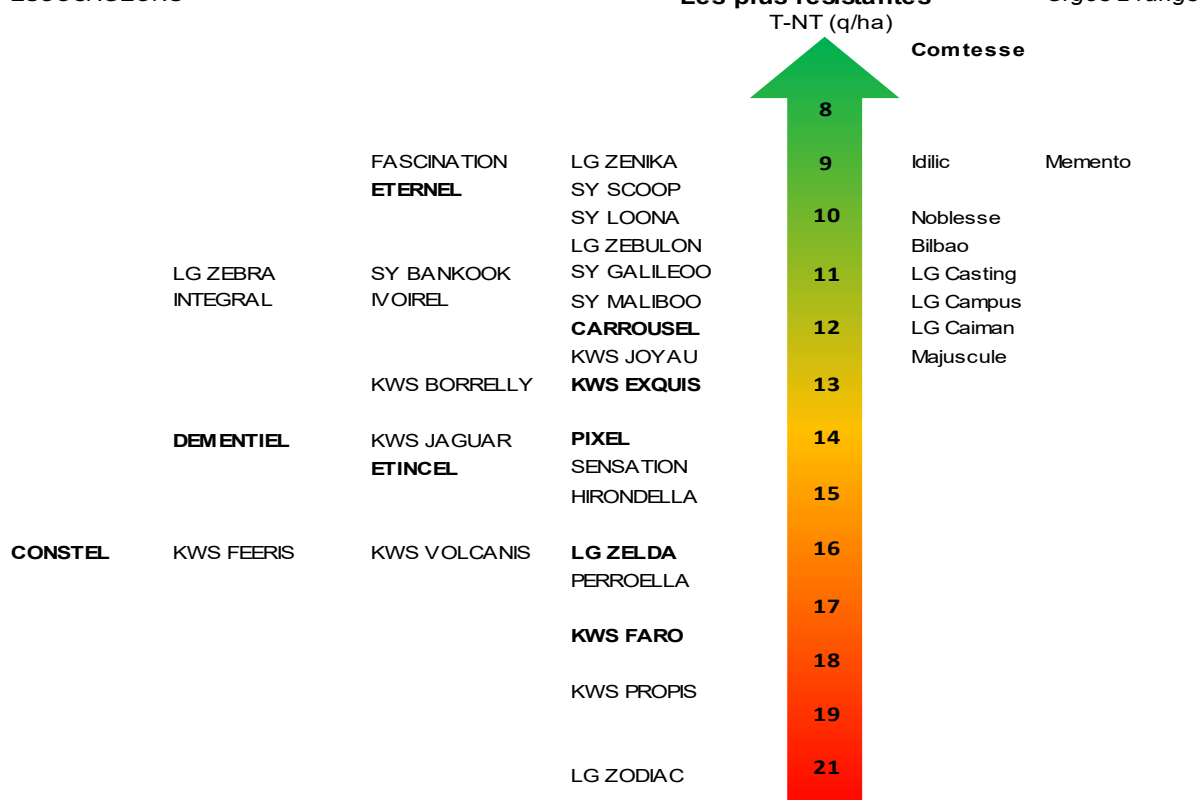 Les plus résistantes
T-NT (q/ha)
Comtesse
8
FASCINATION LG ZENIKA 9 Idilic Memento
ETERNEL SY SCOOP
SY LOONA 10 Noblesse
LG ZEBULON Bilbao
LG ZEBRA SY BANKOOK SY GALILEOO 11 LG Casting
INTEGRAL IVOIREL SY MALIBOO LG Campus
CARROUSEL 12 LG Caiman
KWS JOYAU Majuscule
KWS BORRELLY KWS EXQUIS 13
DEMENTIEL KWS JAGUAR PIXEL 14
ETINCEL SENSATION
HIRONDELLA 15
CONSTEL KWS FEERIS KWS VOLCANIS LG ZELDA 16
PERROELLA
17
KWS FARO
18
KWS PROPIS
19
LG ZODIAC 21